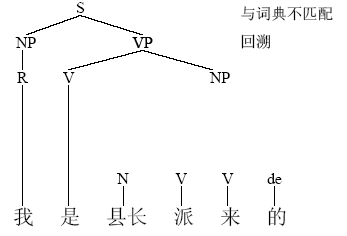 S 与词典不匹配
NP VP 回溯
R V NP
N V V de
我 是 县长 派 来 的